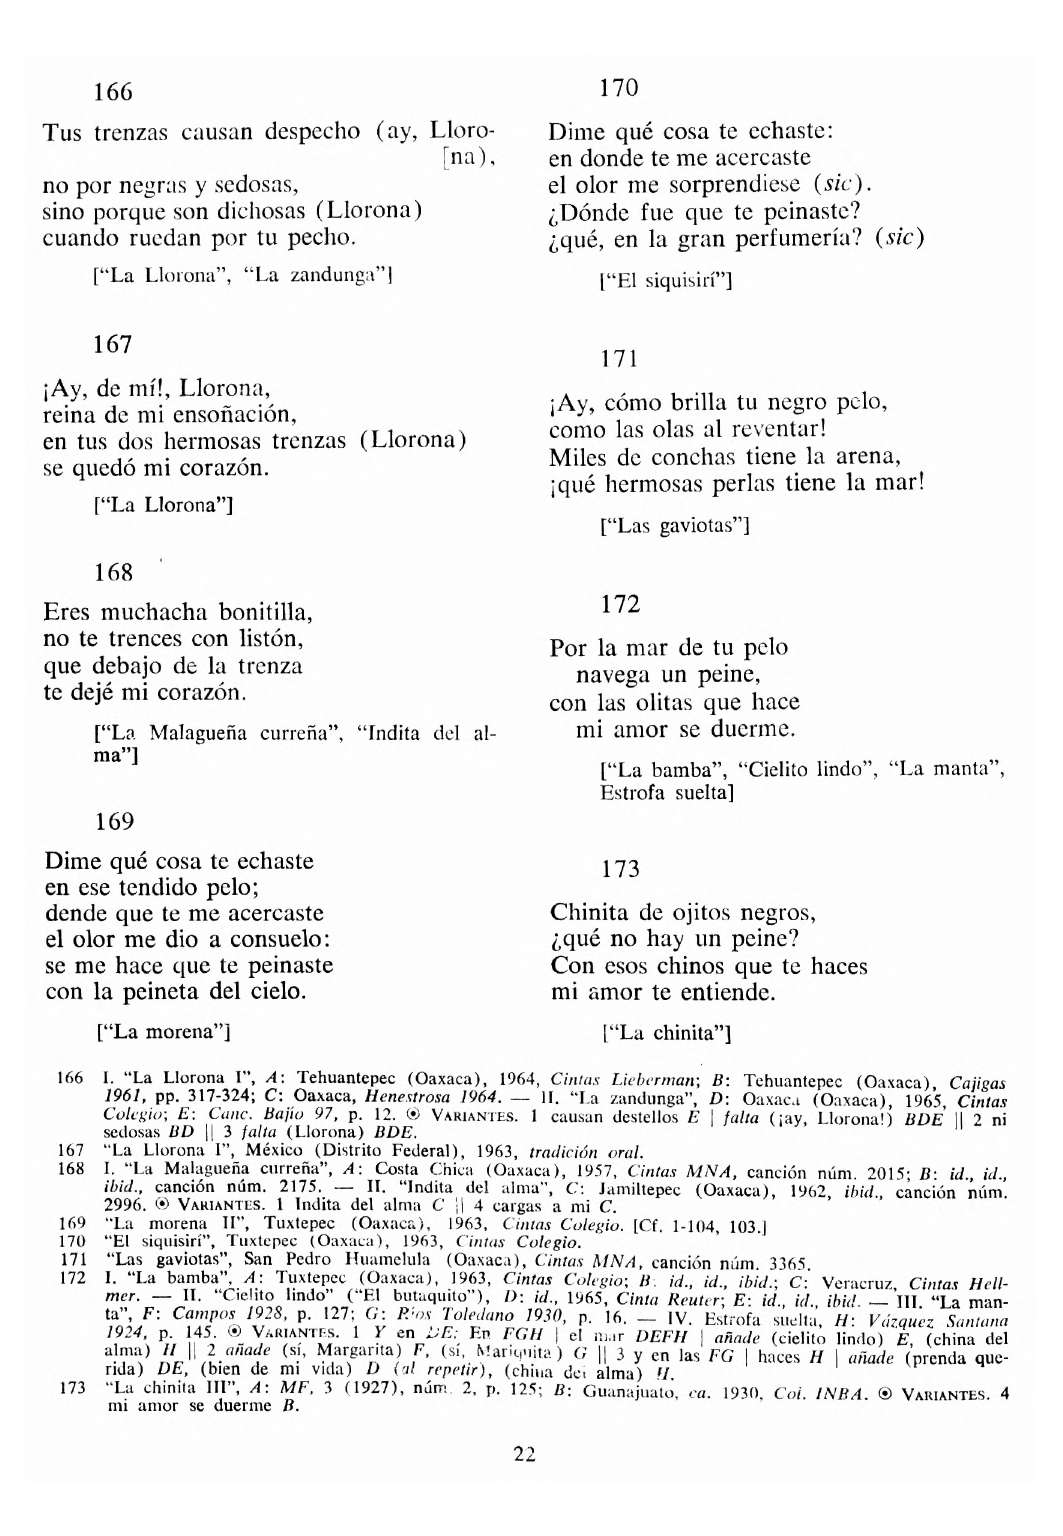 166
Tus trenzas causan despecho (ay, Lloro-
[na),
no por negras y sedosas,
sino porque son dichosas (Llorona)
cuando ruedan por tu pecho.
["La Llorona", "La zandunga"]
167
¡Ay, de mí!, Llorona,
reina de mi ensoñación,
en tus dos hermosas trenzas (Llorona)
se quedó mi corazón.
["La Llorona"]
168
Eres muchacha bonitilla,
no te trences con listón,
que debajo de la trenza
te dejé mi corazón.
["La Malagueña curreña", "Indita del al-
ma"]
169
Dime qué cosa te echaste
en ese tendido pelo;
dende que te me acercaste
el olor me dio a consuelo:
se me hace que te peinaste
con la peineta del cielo.
["La morena"]
170
Dime qué cosa te echaste:
en donde te me acercaste
el olor me sorprendiese (sic).
¿Dónde fue que te peinaste?
¿qué, en la gran perfumería? (sic)
["El siquisirí"]
171
¡Ay, cómo brilla tu negro pelo,
como las olas al reventar!
Miles de conchas tiene la arena,
¡qué hermosas perlas tiene la mar!
["Las gaviotas"]
172
Por la mar de tu pelo
navega un peine,
con las olitas que hace
mi amor se duerme.
["La bamba", "Cielito lindo", "La manta",
Estrofa suelta]
173
Chinita de ojitos negros,
¿qué no hay un peine?
Con esos chinos que te haces
mi amor te entiende.
["La chinita"]
166 I. "La Llorona I", A: Tehuantepec (Oaxaca), 1964, Cintas Lieberman; B: Tehuantepec (Oaxaca), Cajigas
1961, pp. 317-324; C: Oaxaca, Henestrosa 1964. — II. "La zandunga", D: Oaxaca (Oaxaca), 1965, Cintas
Colegio; E: Canc. Bajío 97, p. 12. ⦿ VARIANTES. 1 causan destellos E | falta (¡ay, Llorona!) BDE || 2 ni
sedosas BD || 3 falta (Llorona) BDE.
167 "La Llorona I", México (Distrito Federal), 1963, tradición oral.
168 I. "La Malagueña curreña", A: Costa Chica (Oaxaca), 1957, Cintas MNA, canción núm. 2015; B: id., id.,
ibid., canción núm. 2175. — II. "Indita del alma", C: Jamiltepec (Oaxaca), 1962, ibid., canción núm.
2996. ⦿ VARIANTES. 1 Indita del alma C || 4 cargas a mi C.
169 "La morena II", Tuxtepec (Oaxaca), 1963, Cintas Colegio. [Cf. 1-104, 103.]
170 "El siquisirí", Tuxtepec (Oaxaca), 1963, Cintas Colegio.
171 "Las gaviotas", San Pedro Huamelula (Oaxaca), Cintas MNA, canción núm. 3365.
172 I. "La bamba", A: Tuxtepec (Oaxaca), 1963, Cintas Colegio; B: id., id., ibid.; C: Veracruz, Cintas Hell-
mer. — II. "Cielito lindo" ("El butaquito"), D: id., 1965, Cinta Reuter; E: id., id., ibid. — III. "La man-
ta", F: Campos 1928, p. 127; G: Ríos Toledano 1930, p. 16. — IV. Estrofa suelta, H: Vázquez Santana
1924, p. 145. ⦿ VARIANTES. 1 Y en DE; En FGH | el mar DEFH | añade (cielito lindo) E, (china del
alma) H || 2 añade (sí, Margarita) F, (sí, Mariquita) G || 3 y en las FG | haces H | añade (prenda que-
rida) DE, (bien de mi vida) D (al repetir), (china del alma) H.
173 "La chinita III", A: MF, 3 (1927), núm. 2, p. 125; B: Guanajuato, ca. 1930, Col. INBA. ⦿ VARIANTES. 4
mi amor se duerme B.
22